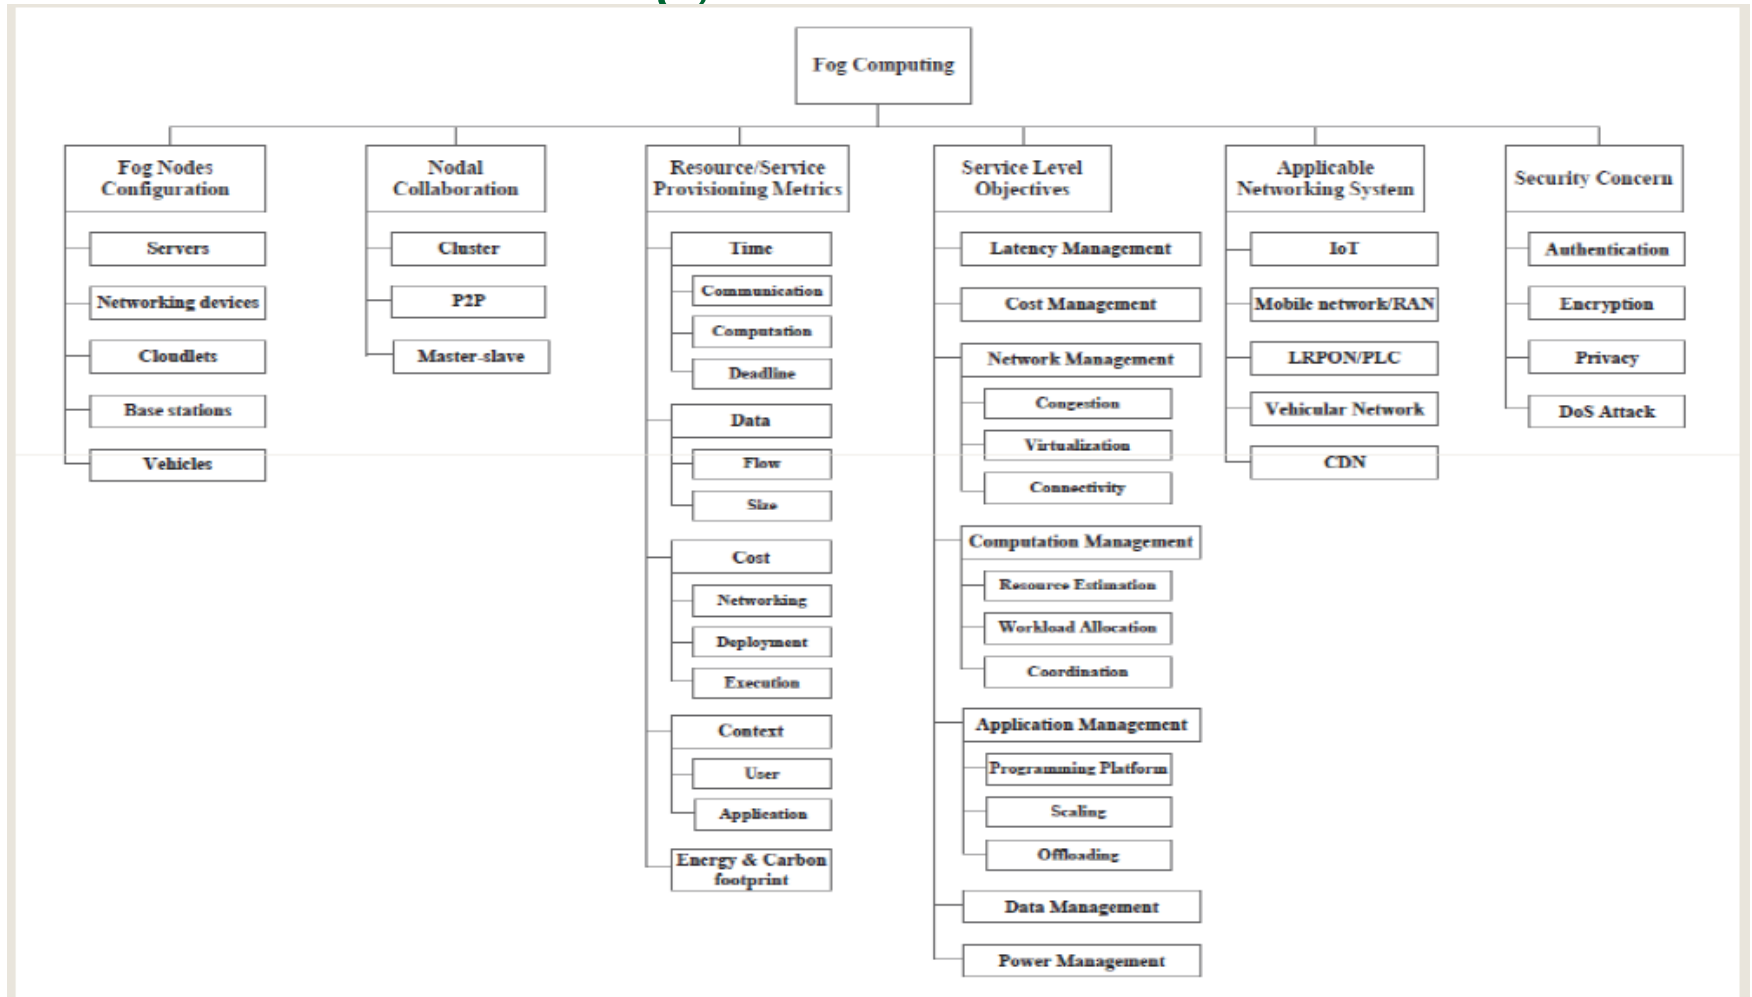 Fog Computing
Fog Nodes
Configuration
Servers
Networking devices
Cloudlets
Base stations
Vehicles
Nodal
Collaboration
Cluster
P2P
Master-slave
Resource/Service
Provisioning Metrics
Time
Communication
Computation
Deadline
Data
Flow
Size
Cost
Networking
Deployment
Execution
Context
User
Application
Energy & Carbon
footprint
Service Level
Objectives
Latency Management
Cost Management
Network Management
Congestion
Virtualization
Connectivity
Computation Management
Resource Estimation
Workload Allocation
Coordination
Application Management
Programming Platform
Scaling
Offloading
Data Management
Power Management
Applicable
Networking System
IoT
Mobile network/RAN
LRPON/PLC
Vehicular Network
CDN
Security Concern
Authentication
Encryption
Privacy
DoS Attack